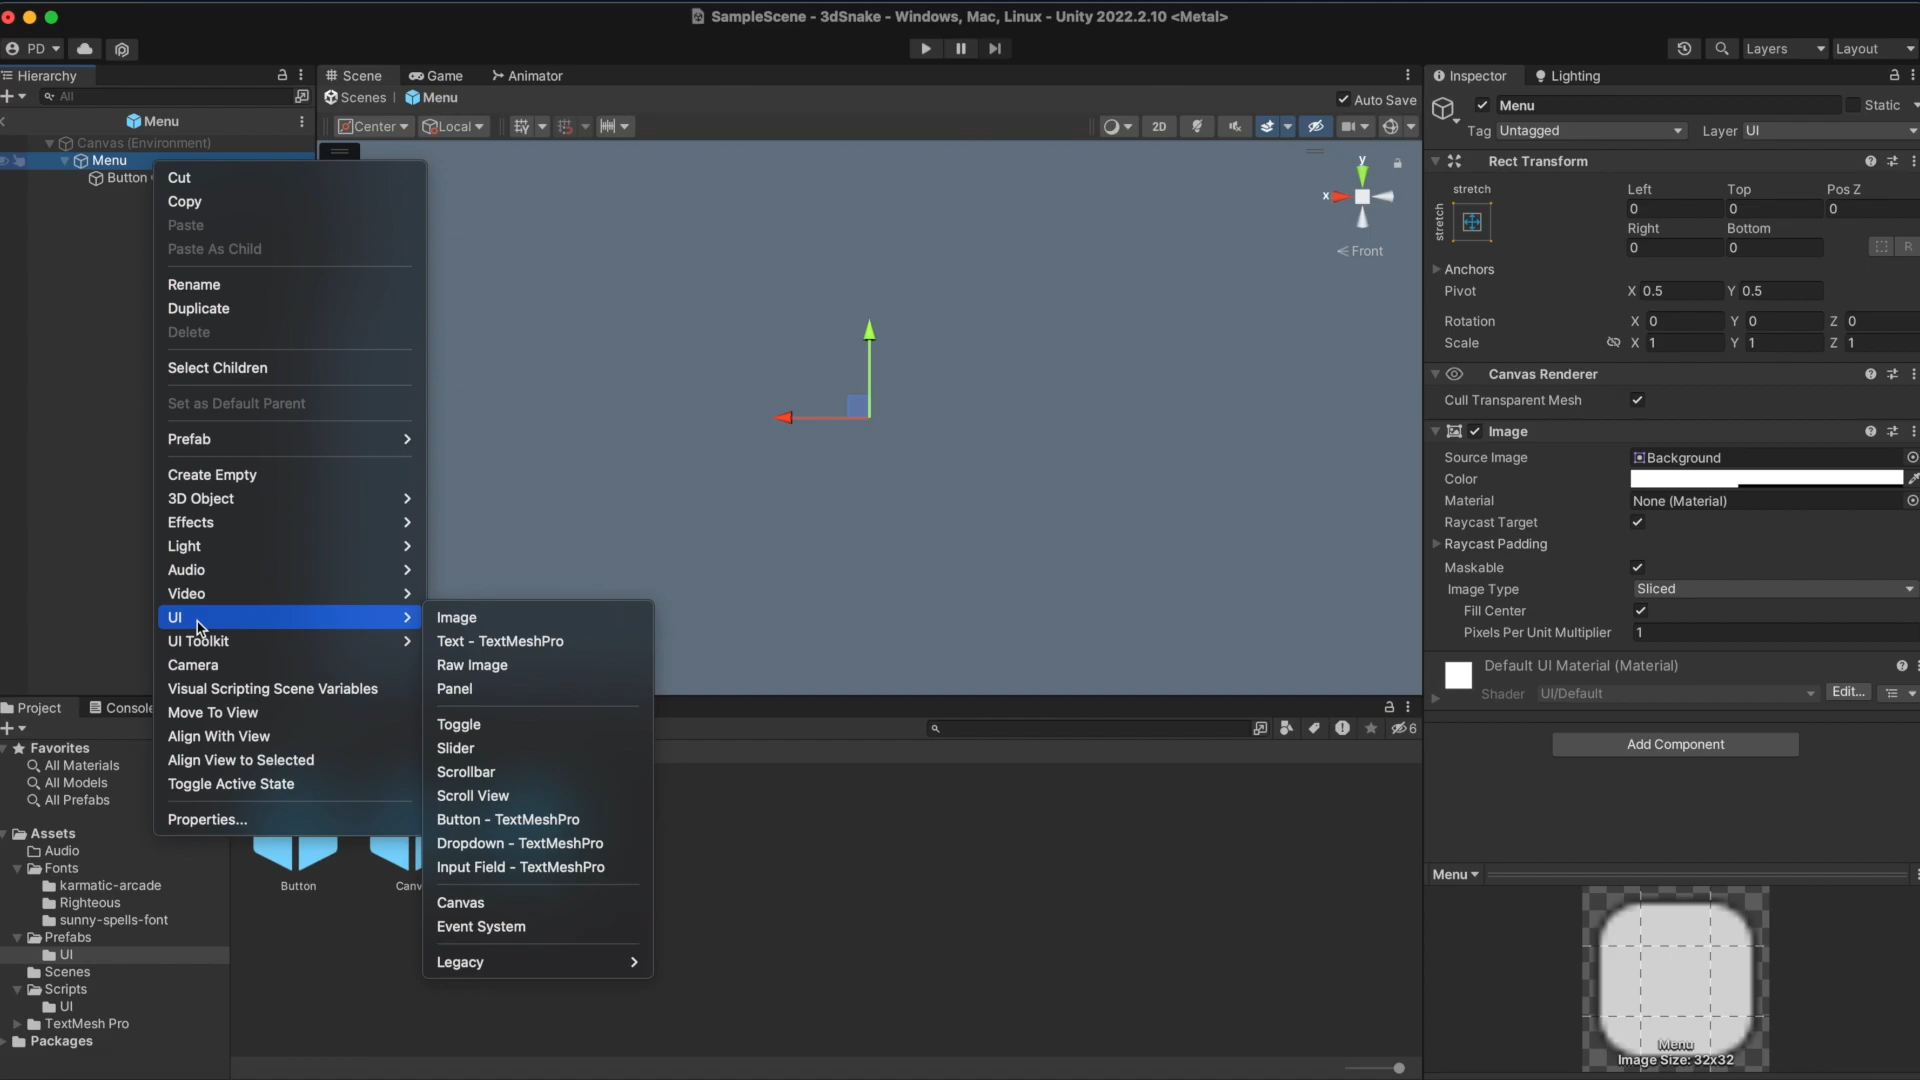 SampleScene - 3dSnake - Windows, Mac, Linux - Unity 2022.2.10 <Metal>
PD
Layers
Layout
Hierarchy
All
Menu
Canvas (Environment)
Menu
Button
Scene
Game
Animator
Scenes
Menu
Auto Save
Center
Local
2D
y
x
Front
Cut
Copy
Paste
Paste As Child
Rename
Duplicate
Delete
Select Children
Set as Default Parent
Prefab
Create Empty
3D Object
Effects
Light
Audio
Video
UI
UI Toolkit
Camera
Visual Scripting Scene Variables
Move To View
Align With View
Align View to Selected
Toggle Active State
Properties...
Image
Text - TextMeshPro
Raw Image
Panel
Toggle
Slider
Scrollbar
Scroll View
Button - TextMeshPro
Dropdown - TextMeshPro
Input Field - TextMeshPro
Canvas
Event System
Legacy
Project
Console
Favorites
All Materials
All Models
All Prefabs
Assets
Audio
Fonts
karmatic-arcade
Righteous
sunny-spells-font
Prefabs
UI
Scenes
Scripts
UI
TextMesh Pro
Packages
Button
Canv
6
Inspector
Lighting
Menu
Static
Tag Untagged
Layer UI
Rect Transform
stretch
stretch
Left Top Pos Z
0 0 0
Right Bottom
0 0
R
Anchors
Pivot X 0.5 Y 0.5
Rotation X 0 Y 0 Z 0
Scale X 1 Y 1 Z 1
Canvas Renderer
Cull Transparent Mesh
Image
Source Image Background
Color
Material None (Material)
Raycast Target
Raycast Padding
Maskable
Image Type Sliced
Fill Center
Pixels Per Unit Multiplier 1
Default UI Material (Material)
Shader UI/Default Edit...
Add Component
Menu
Menu
Image Size: 32x32